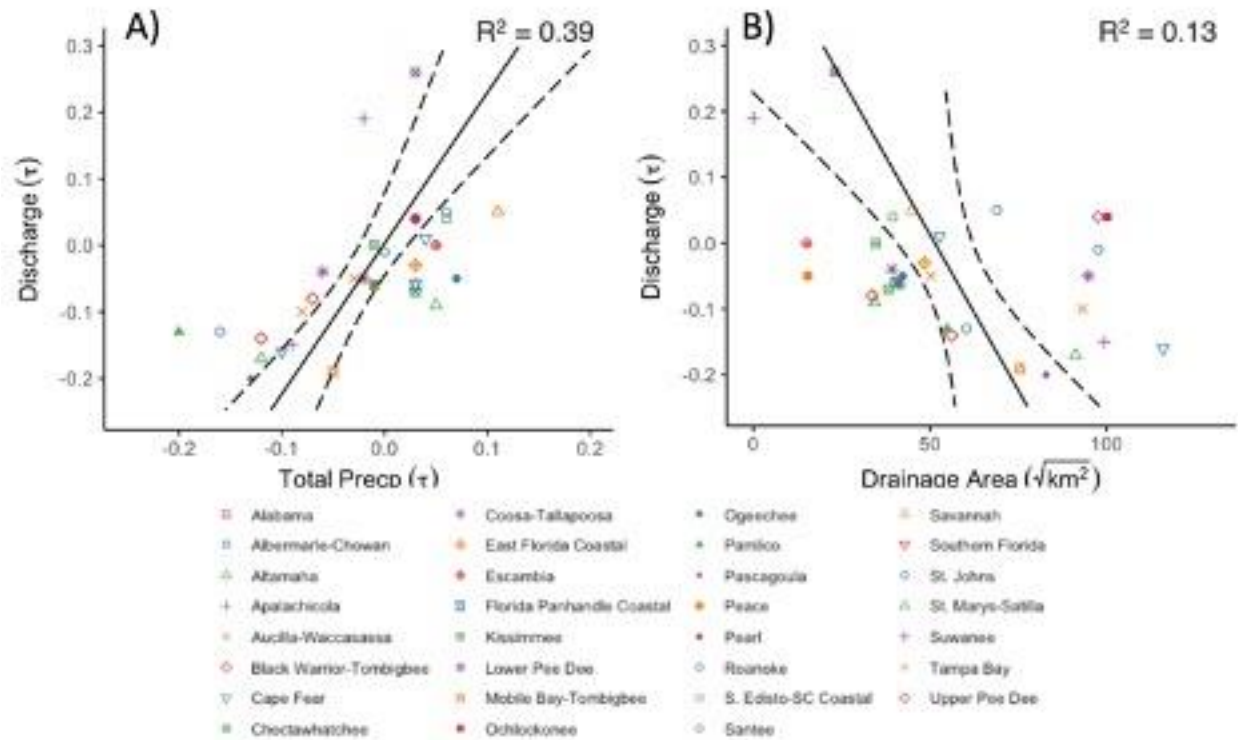 A)
R² = 0.39
0.3
0.2
0.1
0.0
-0.1
-0.2
Discharge (τ)
-0.2 -0.1 0.0 0.1 0.2
Total Precp (τ)
B)
R² = 0.13
0.3
0.2
0.1
0.0
-0.1
-0.2
Discharge (τ)
0 50 100
Drainage Area (√km²)
Alabama
Albermarle-Chowan
Altamaha
Apalachicola
Aucilla-Waccasassa
Black Warrior-Tombigbee
Cape Fear
Choctawhatchee
Coosa-Tallapoosa
East Florida Coastal
Escambia
Florida Panhandle Coastal
Kissimmee
Lower Pee Dee
Mobile Bay-Tombigbee
Ochlockonee
Ogeechee
Pamlico
Pascagoula
Peace
Pearl
Roanoke
S. Edisto-SC Coastal
Santee
Savannah
Southern Florida
St. Johns
St. Marys-Satilla
Suwanee
Tampa Bay
Upper Pee Dee